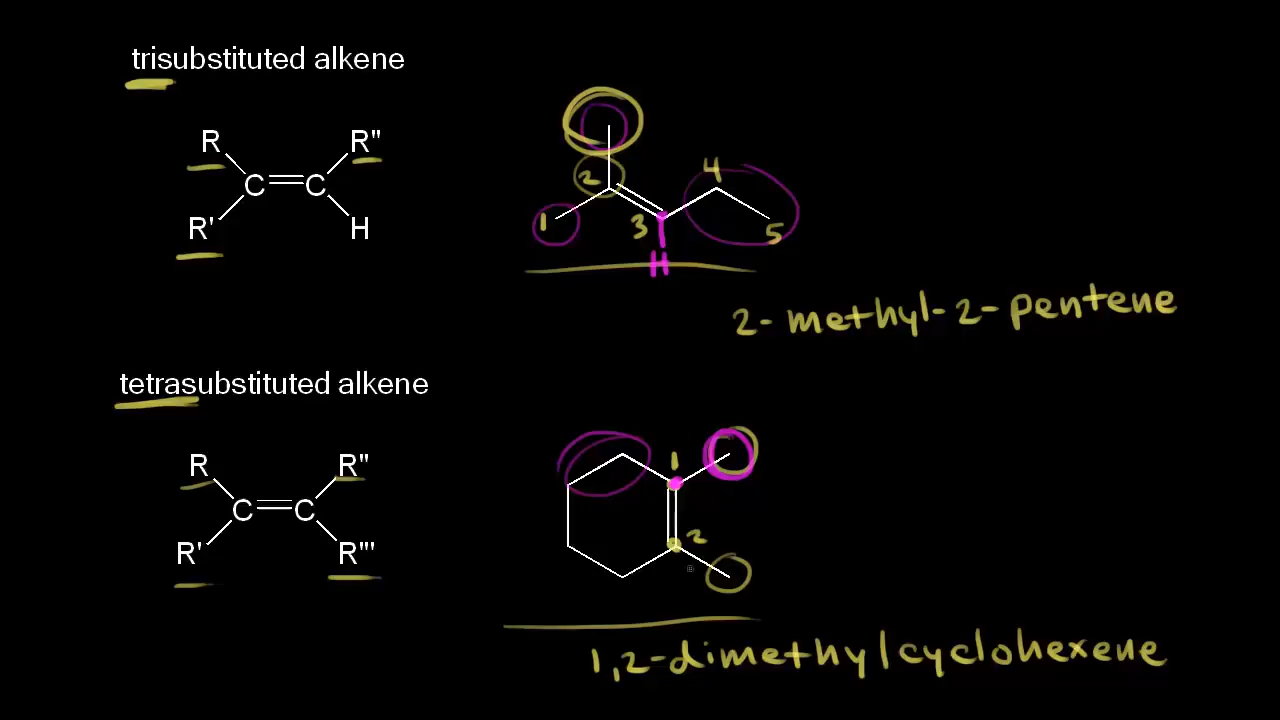 trisubstituted alkene
R R"
C C
R' H
1 2 3 4 5
H
2-methyl-2-pentene
tetrasubstituted alkene
R R"
C C
R' R'"
1
2
1,2-dimethylcyclohexene